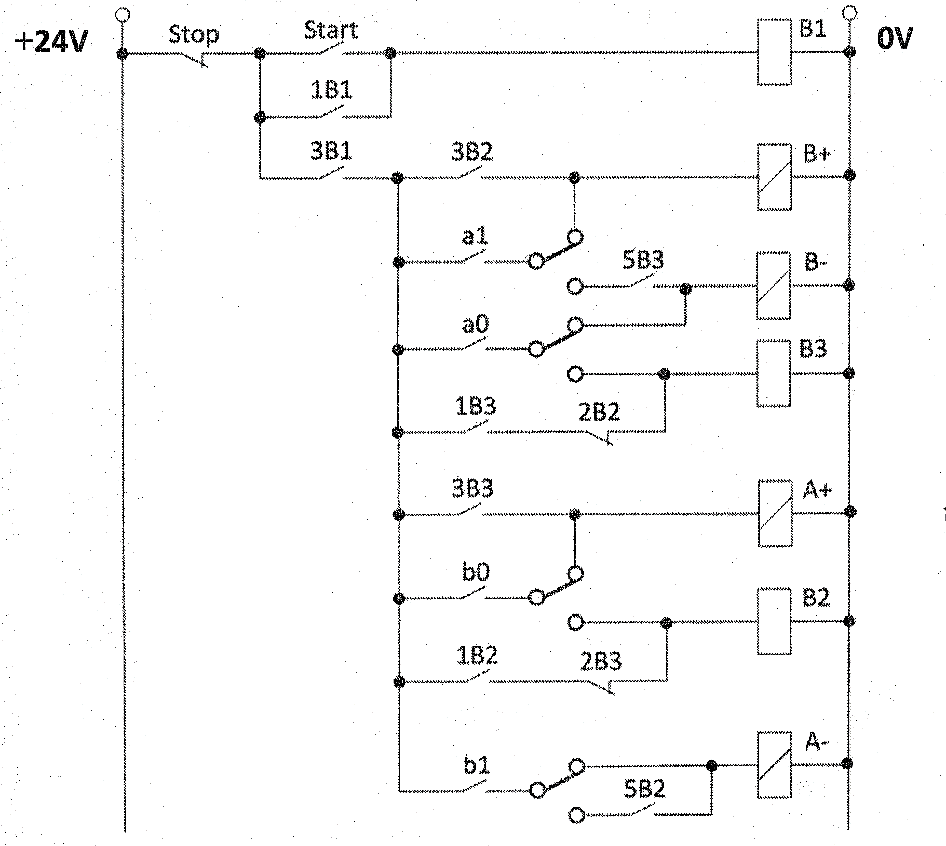 +24V
Stop
Start
B1
0V
1B1
3B1
3B2
B+
a1
5B3
B-
a0
B3
1B3
2B2
3B3
A+
b0
B2
1B2
2B3
b1
A-
5B2